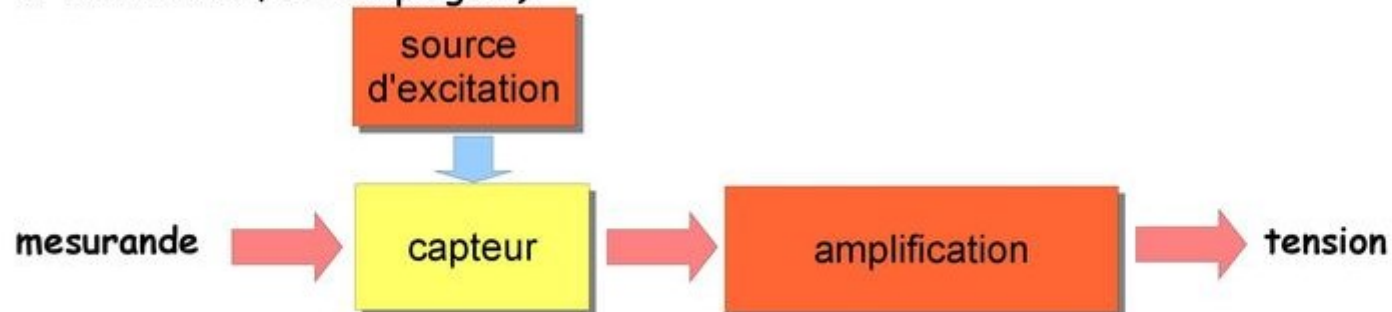 source
d'excitation
mesurande
capteur
amplification
tension